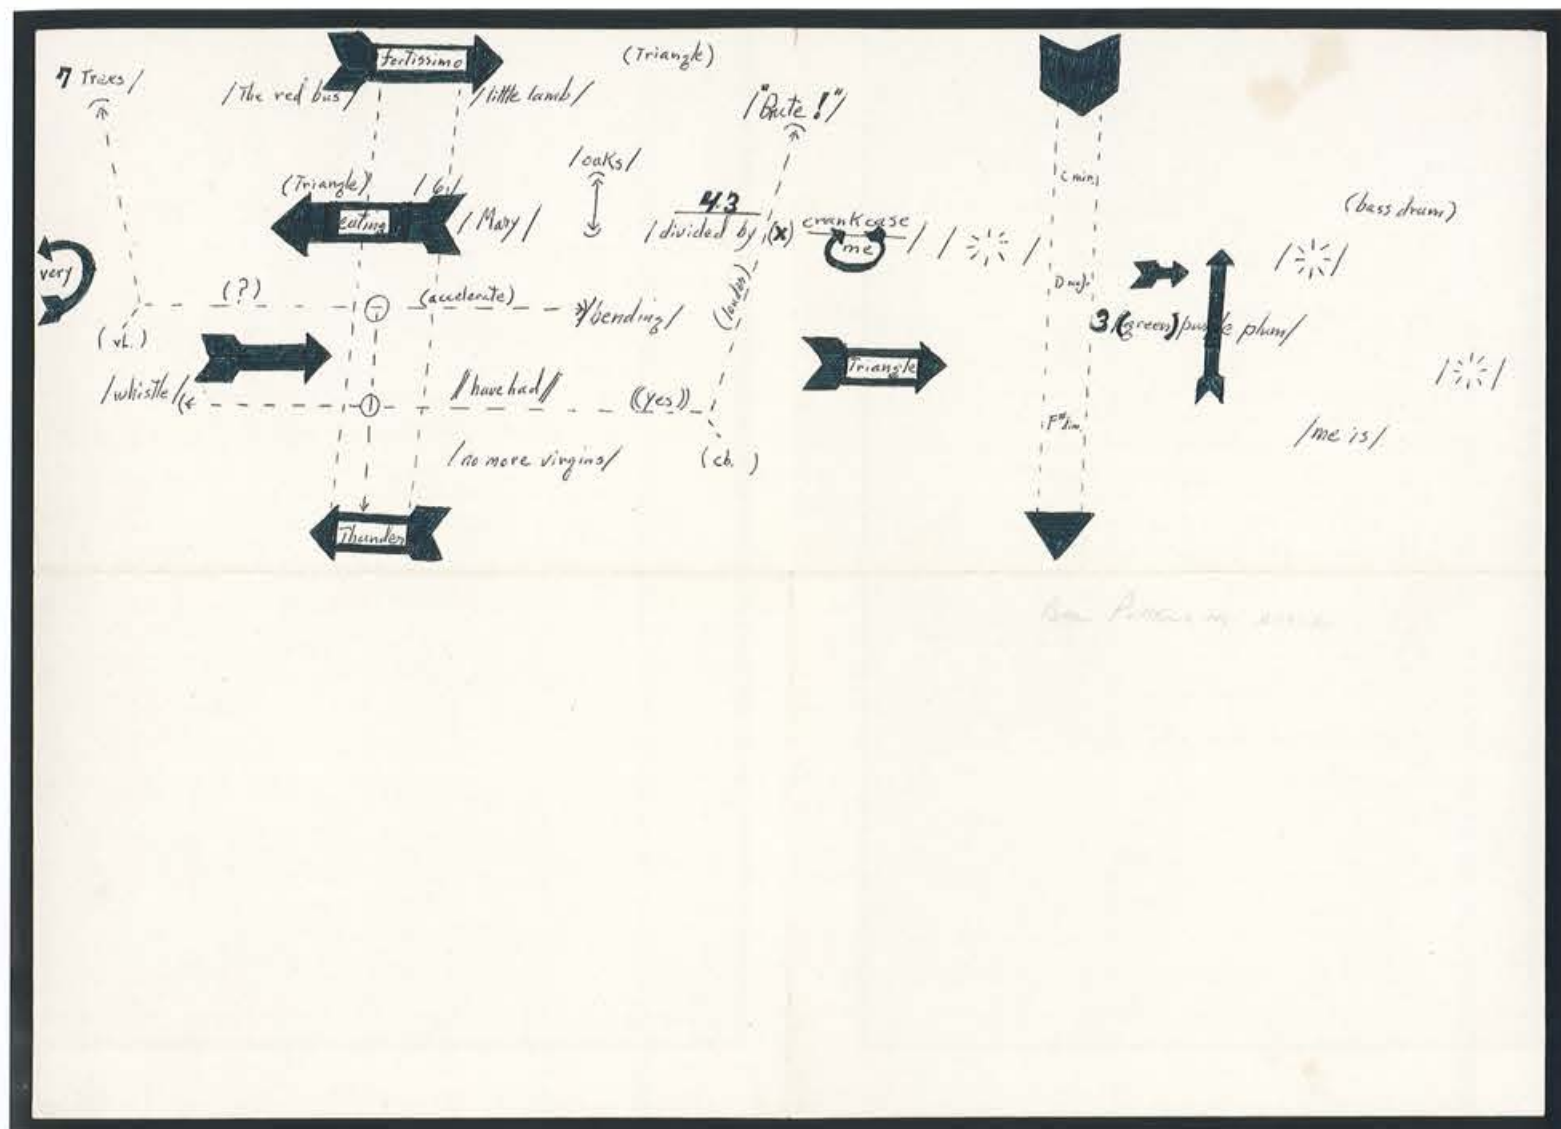 fortissimo
(Triangle)
7 Trees/
/The red bus/
/little lamb/
/"Brute!"/
/oaks/
C min.
(Triangle)
/6/
43
(bass drum)
eating
/Mary/
/divided by (x) crankcase / /
me
very
D maj.
(?)
(accelerate)
/bending/
(louder)
3 (green) purple plum/
(vl.)
Triangle
/whistle/
//have had//
((yes))
F#dim.
/me is/
/no more virgins/
(cb. )
Thunder